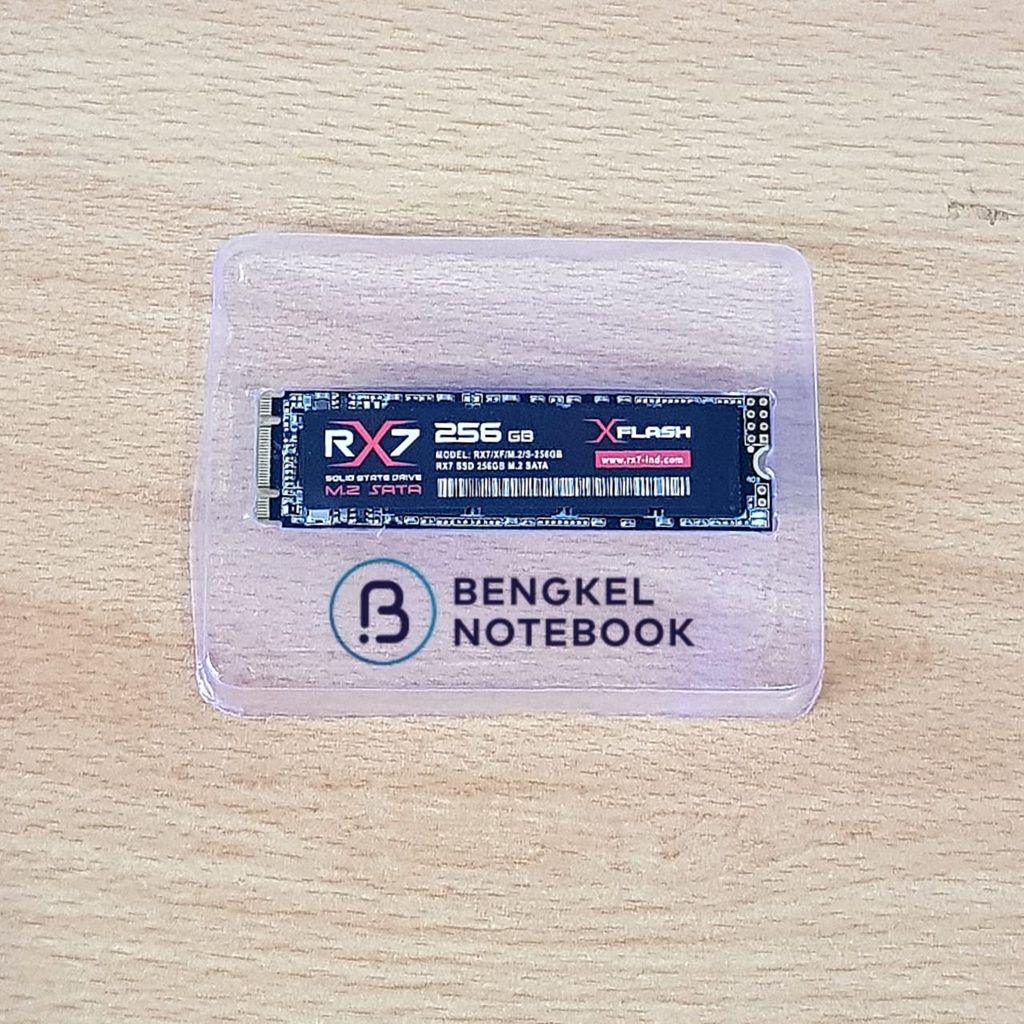 RX7
SOLID STATE DRIVE
M.2 SATA
256 GB
MODEL: RX7/XF/M.2/S-256GB
RX7 SSD 256GB M.2 SATA
XFLASH
www.rx7-ind.com
BENGKEL
NOTEBOOK